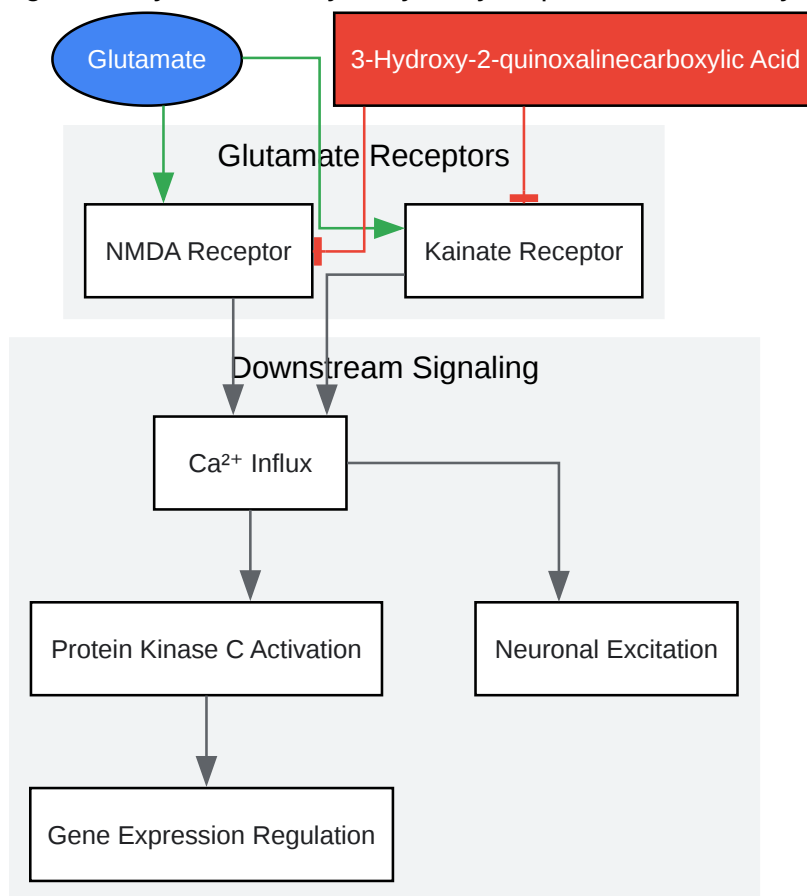 Glutamate
3-Hydroxy-2-quinoxalinecarboxylic Acid
Glutamate Receptors
NMDA Receptor
Kainate Receptor
Downstream Signaling
Ca²⁺ Influx
Protein Kinase C Activation
Neuronal Excitation
Gene Expression Regulation